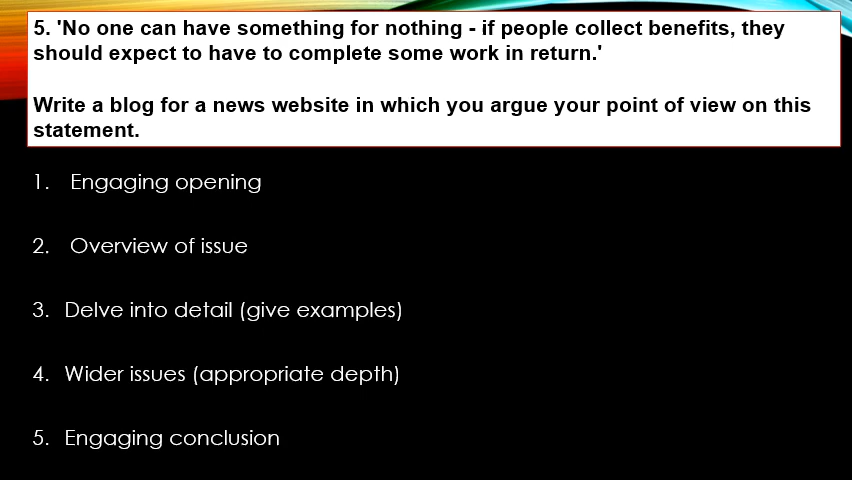 5. 'No one can have something for nothing - if people collect benefits, they
should expect to have to complete some work in return.'
Write a blog for a news website in which you argue your point of view on this
statement.
1. Engaging opening
2. Overview of issue
3. Delve into detail (give examples)
4. Wider issues (appropriate depth)
5. Engaging conclusion